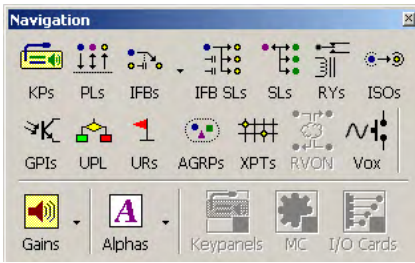 Navigation
KPs PLs IFBs IFB SLs SLs RYs ISOs
GPIs UPL URs AGRPs XPTs RVON Vox
Gains Alphas Keypanels MC I/O Cards